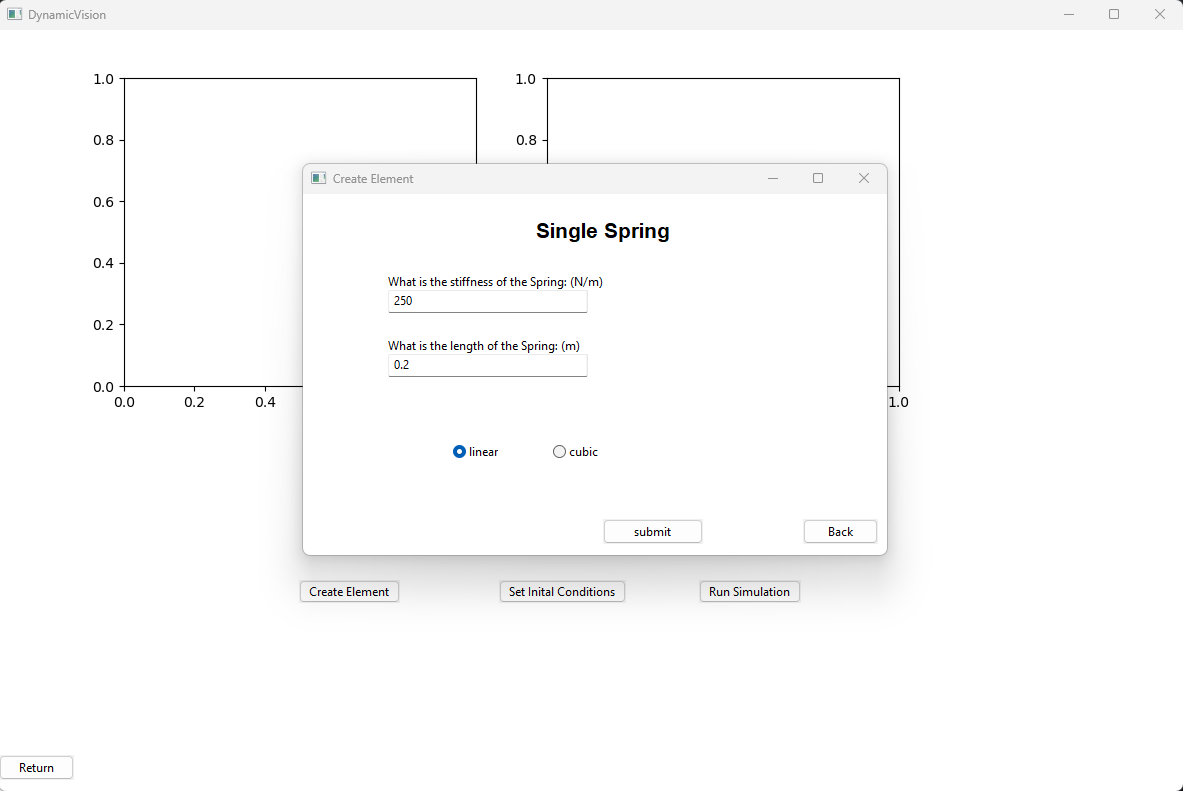 DynamicVision
1.0
1.0
0.8
0.8
Create Element
0.6
Single Spring
0.4
What is the stiffness of the Spring: (N/m)
250
0.2
What is the length of the Spring: (m)
0.2
0.0
0.0 0.2 0.4 1.0
linear cubic
submit Back
Create Element Set Inital Conditions Run Simulation
Return